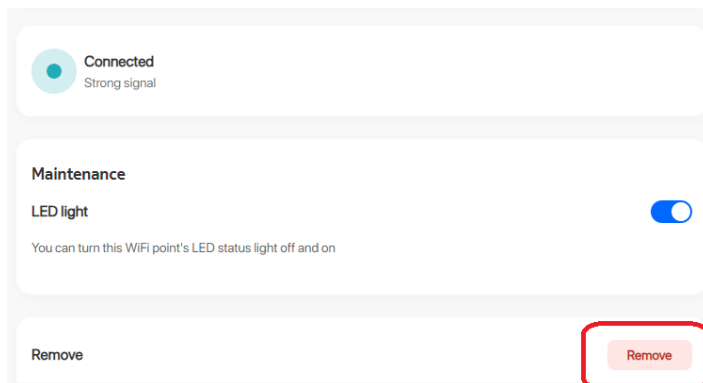 Connected
Strong signal
Maintenance
LED light
You can turn this WiFi point's LED status light off and on
Remove
Remove